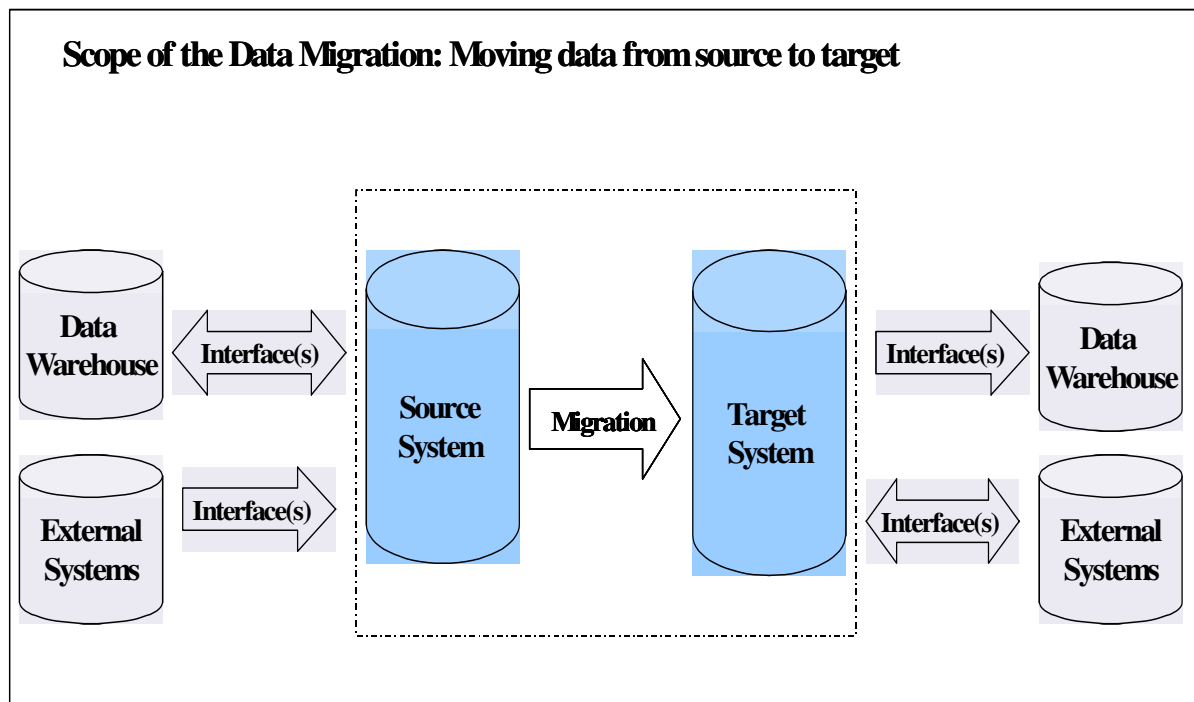 Scope of the Data Migration: Moving data from source to target
Data
Warehouse
Interface(s)
Source
System
Migration
Target
System
Interface(s)
Data
Warehouse
External
Systems
Interface(s)
Interface(s)
External
Systems